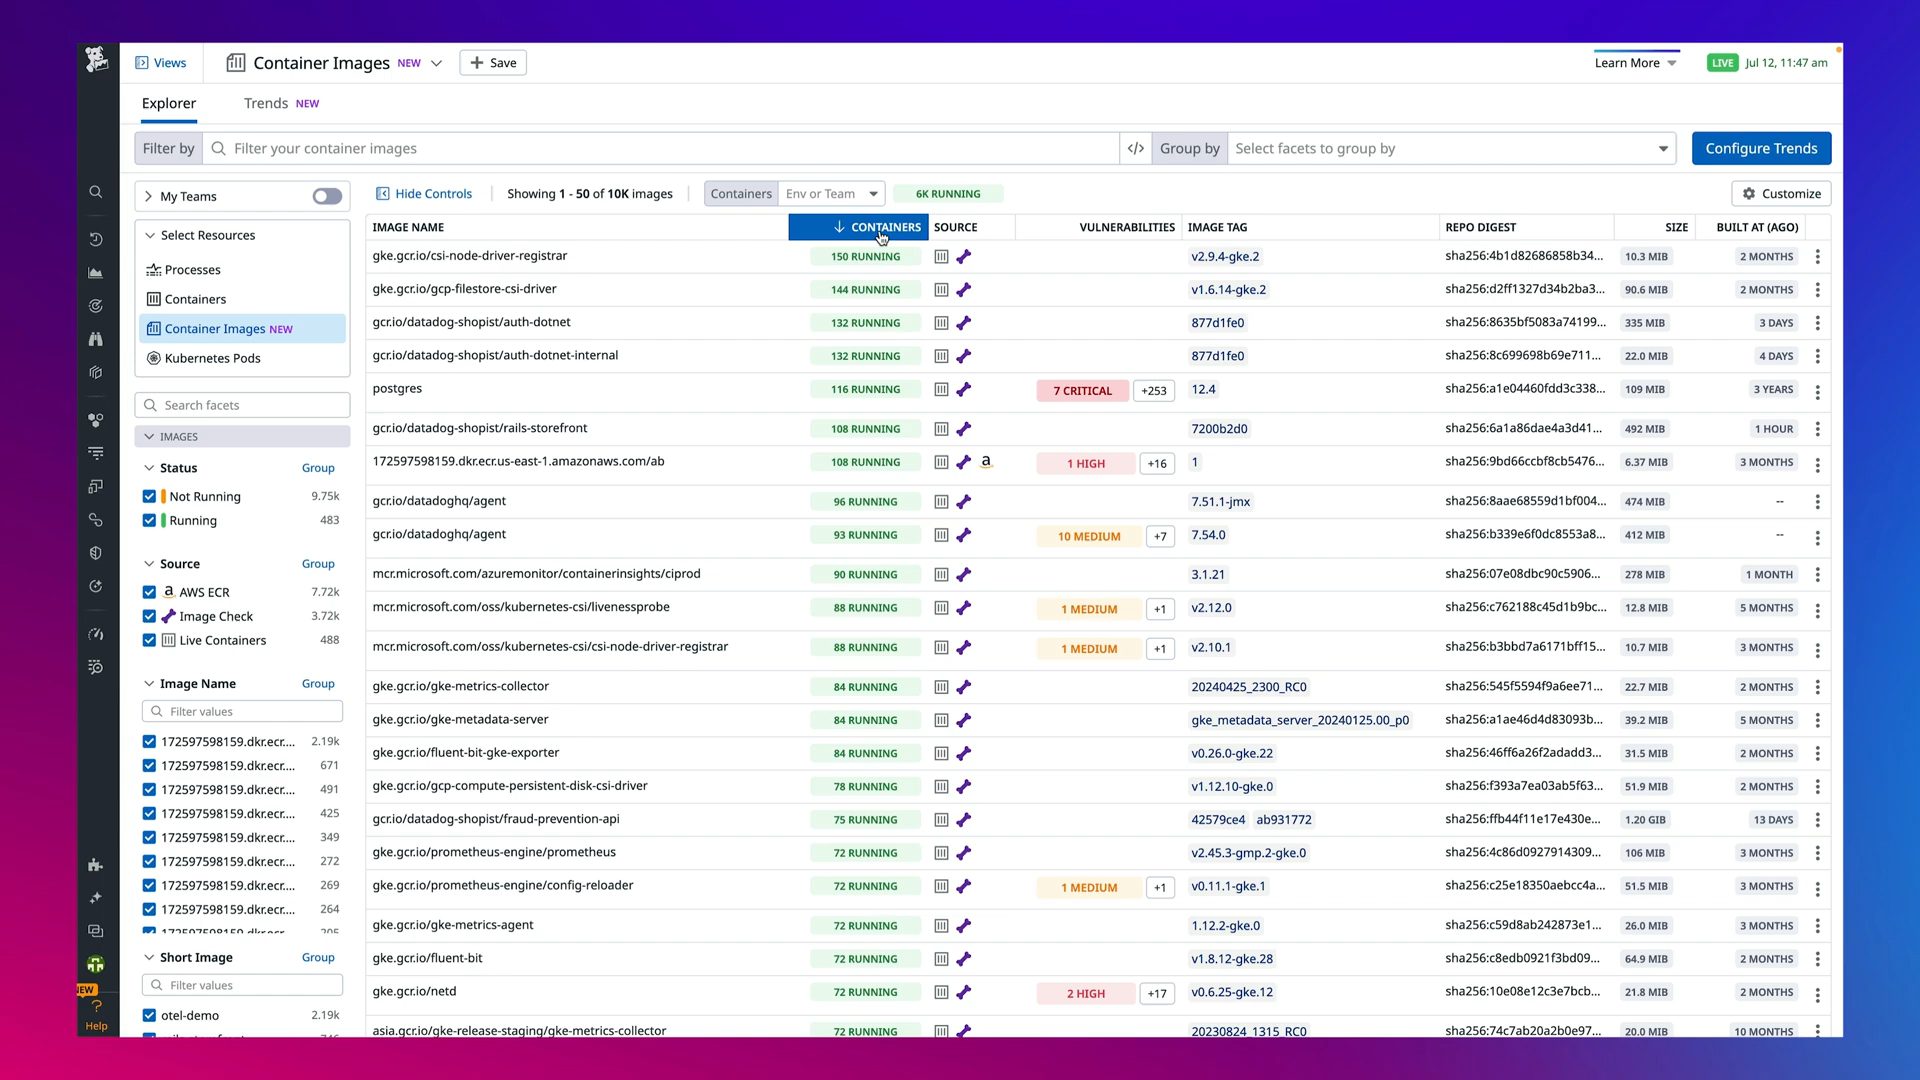 Views
Container Images NEW
Save
Learn More
LIVE Jul 12, 11:47 am
Explorer
Trends NEW
Filter by Filter your container images
</> Group by Select facets to group by
Configure Trends
My Teams
Hide Controls
Showing 1 - 50 of 10K images
Containers Env or Team
6K RUNNING
Customize
Select Resources
Processes
Containers
Container Images NEW
Kubernetes Pods
Search facets
IMAGES
Status Group
Not Running 9.75k
Running 483
Source Group
AWS ECR 7.72k
Image Check 3.72k
Live Containers 488
Image Name Group
Filter values
172597598159.dkr.ecr.... 2.19k
172597598159.dkr.ecr.... 671
172597598159.dkr.ecr.... 491
172597598159.dkr.ecr.... 425
172597598159.dkr.ecr.... 349
172597598159.dkr.ecr.... 272
172597598159.dkr.ecr.... 269
172597598159.dkr.ecr.... 264
Short Image Group
Filter values
otel-demo 2.19k
NEW
Help
IMAGE NAME CONTAINERS SOURCE VULNERABILITIES IMAGE TAG REPO DIGEST SIZE BUILT AT (AGO)
gke.gcr.io/csi-node-driver-registrar 150 RUNNING v2.9.4-gke.2 sha256:4b1d82686858b34... 10.3 MIB 2 MONTHS
gke.gcr.io/gcp-filestore-csi-driver 144 RUNNING v1.6.14-gke.2 sha256:d2ff1327d34b2ba3... 90.6 MIB 2 MONTHS
gcr.io/datadog-shopist/auth-dotnet 132 RUNNING 877d1fe0 sha256:8635bf5083a74199... 335 MIB 3 DAYS
gcr.io/datadog-shopist/auth-dotnet-internal 132 RUNNING 877d1fe0 sha256:8c699698b69e711... 22.0 MIB 4 DAYS
postgres 116 RUNNING 7 CRITICAL +253 12.4 sha256:a1e04460fdd3c338... 109 MIB 3 YEARS
gcr.io/datadog-shopist/rails-storefront 108 RUNNING 7200b2d0 sha256:6a1a86dae4a3d41... 492 MIB 1 HOUR
172597598159.dkr.ecr.us-east-1.amazonaws.com/ab 108 RUNNING 1 HIGH +16 1 sha256:9bd66ccbf8cb5476... 6.37 MIB 3 MONTHS
gcr.io/datadoghq/agent 96 RUNNING 7.51.1-jmx sha256:8aae68559d1bf004... 474 MIB --
gcr.io/datadoghq/agent 93 RUNNING 10 MEDIUM +7 7.54.0 sha256:b339e6f0dc8553a8... 412 MIB --
mcr.microsoft.com/azuremonitor/containerinsights/ciprod 90 RUNNING 3.1.21 sha256:07e08dbc90c5906... 278 MIB 1 MONTH
mcr.microsoft.com/oss/kubernetes-csi/livenessprobe 88 RUNNING 1 MEDIUM +1 v2.12.0 sha256:c762188c45d1b9bc... 12.8 MIB 5 MONTHS
mcr.microsoft.com/oss/kubernetes-csi/csi-node-driver-registrar 88 RUNNING 1 MEDIUM +1 v2.10.1 sha256:b3bbd7a6171bff15... 10.7 MIB 3 MONTHS
gke.gcr.io/gke-metrics-collector 84 RUNNING 20240425_2300_RC0 sha256:545f5594f9a6ee71... 22.7 MIB 2 MONTHS
gke.gcr.io/gke-metadata-server 84 RUNNING gke_metadata_server_20240125.00_p0 sha256:a1ae46d4d83093b... 39.2 MIB 5 MONTHS
gke.gcr.io/fluent-bit-gke-exporter 84 RUNNING v0.26.0-gke.22 sha256:46ff6a26f2adadd3... 31.5 MIB 2 MONTHS
gke.gcr.io/gcp-compute-persistent-disk-csi-driver 78 RUNNING v1.12.10-gke.0 sha256:f393a7ea03ab5f63... 51.9 MIB 2 MONTHS
gcr.io/datadog-shopist/fraud-prevention-api 75 RUNNING 42579ce4 ab931772 sha256:ffb44f11e17e430e... 1.20 GIB 13 DAYS
gke.gcr.io/prometheus-engine/prometheus 72 RUNNING v2.45.3-gmp.2-gke.0 sha256:4c86d0927914309... 106 MIB 3 MONTHS
gke.gcr.io/prometheus-engine/config-reloader 72 RUNNING 1 MEDIUM +1 v0.11.1-gke.1 sha256:c25e18350aebcc4a... 51.5 MIB 3 MONTHS
gke.gcr.io/gke-metrics-agent 72 RUNNING 1.12.2-gke.0 sha256:c59d8ab242873e1... 26.0 MIB 3 MONTHS
gke.gcr.io/fluent-bit 72 RUNNING v1.8.12-gke.28 sha256:c8edb0921f3bd09... 64.9 MIB 2 MONTHS
gke.gcr.io/netd 72 RUNNING 2 HIGH +17 v0.6.25-gke.12 sha256:10e08e12c3e7bcb... 21.8 MIB 2 MONTHS
asia.gcr.io/gke-release-staging/gke-metrics-collector 72 RUNNING 20230824_1315_RC0 sha256:74c7ab20a2b0e97... 20.0 MIB 10 MONTHS